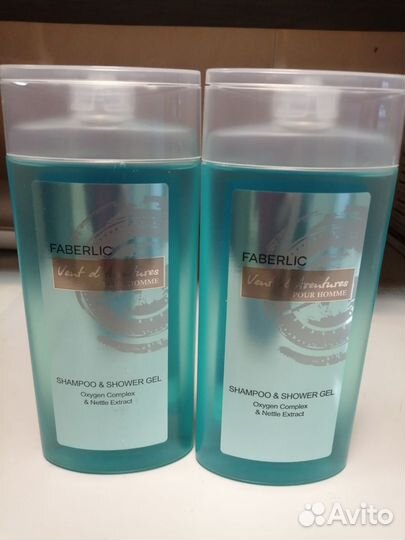 FABERLIC
Vent d'Aventures
POUR HOMME
SHAMPOO & SHOWER GEL
Oxygen Complex
& Nettle Extract
FABERLIC
Vent d'Aventures
POUR HOMME
SHAMPOO & SHOWER GEL
Oxygen Complex
& Nettle Extract
Avito